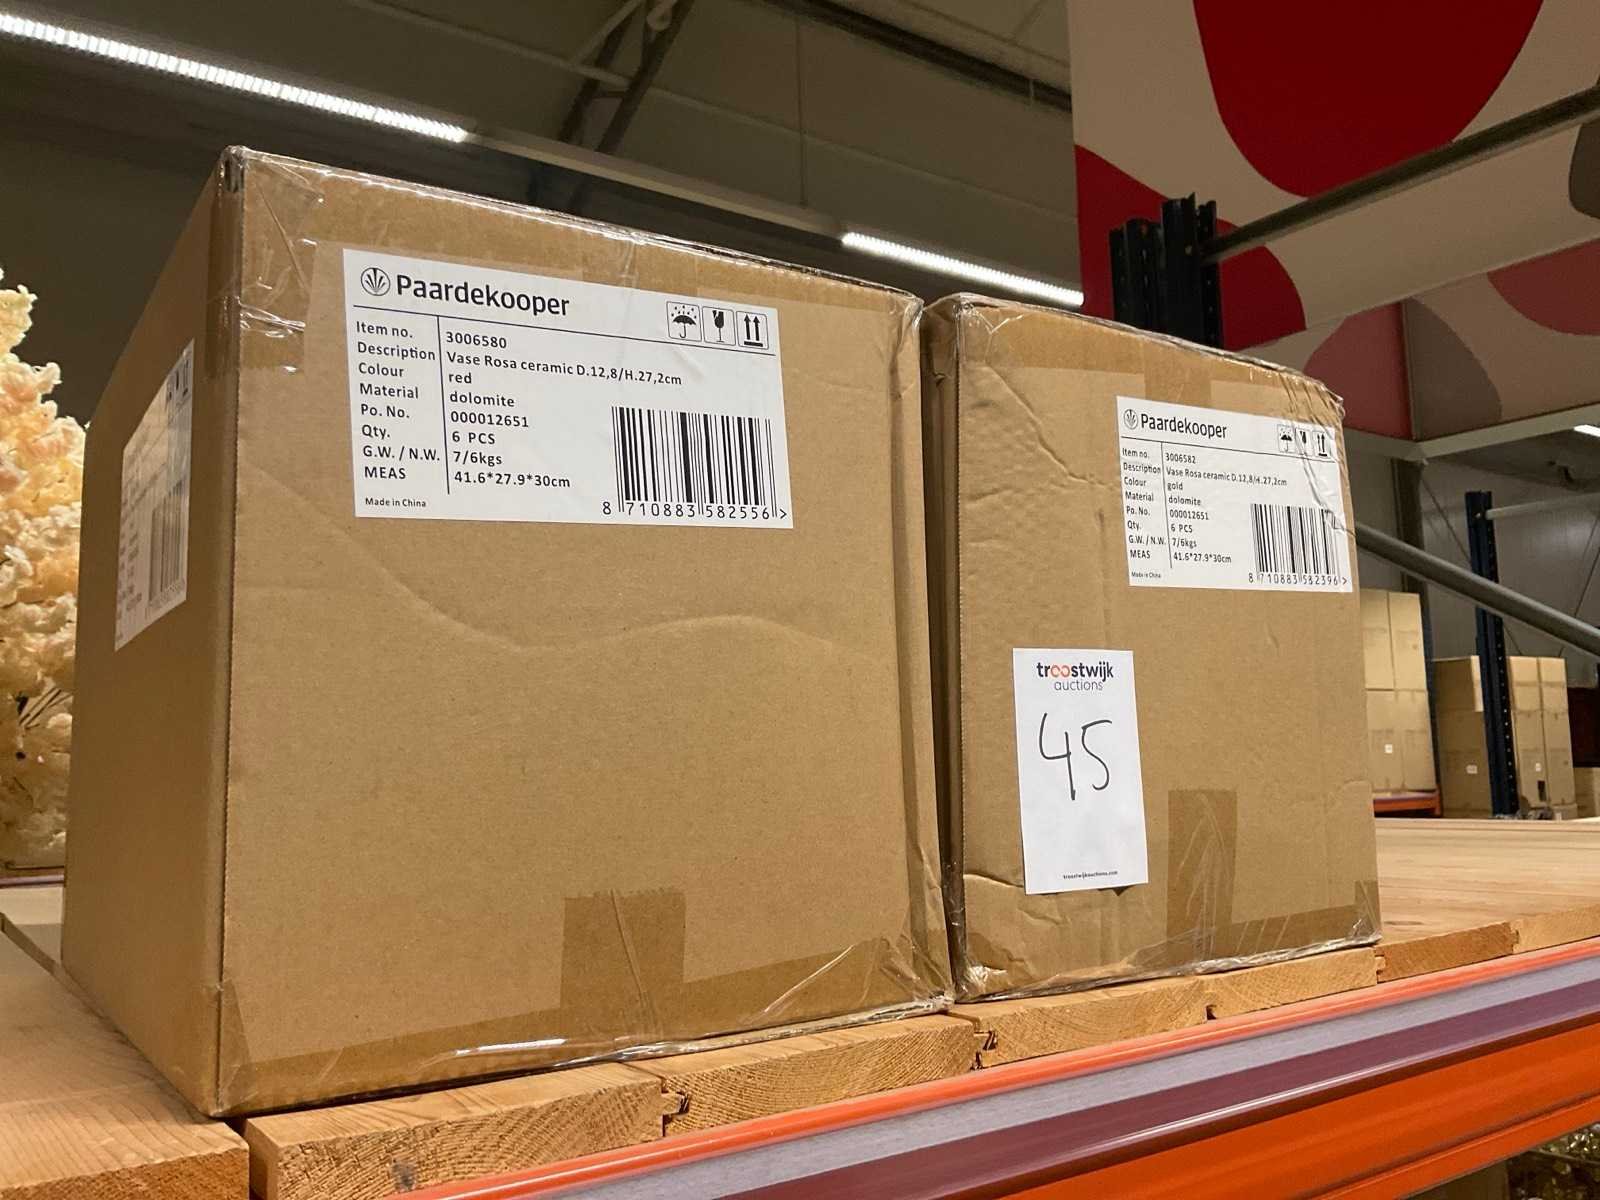 Paardekooper
Item no. 3006580
Description Vase Rosa ceramic D.12,8/H.27,2cm
Colour red
Material dolomite
Po. No. 000012651
Qty. 6 PCS
G.W. / N.W. 7/6kgs
MEAS 41.6*27.9*30cm
Made in China
8 710883 582556 >
Paardekooper
Item no. 3006582
Description Vase Rosa ceramic D.12,8/H.27,2cm
Colour gold
Material dolomite
Po. No. 000012651
Qty. 6 PCS
G.W. / N.W. 7/6kgs
MEAS 41.6*27.9*30cm
Made in China
8 710883 582396 >
troostwijk
auctions
45
troostwijkauctions.com